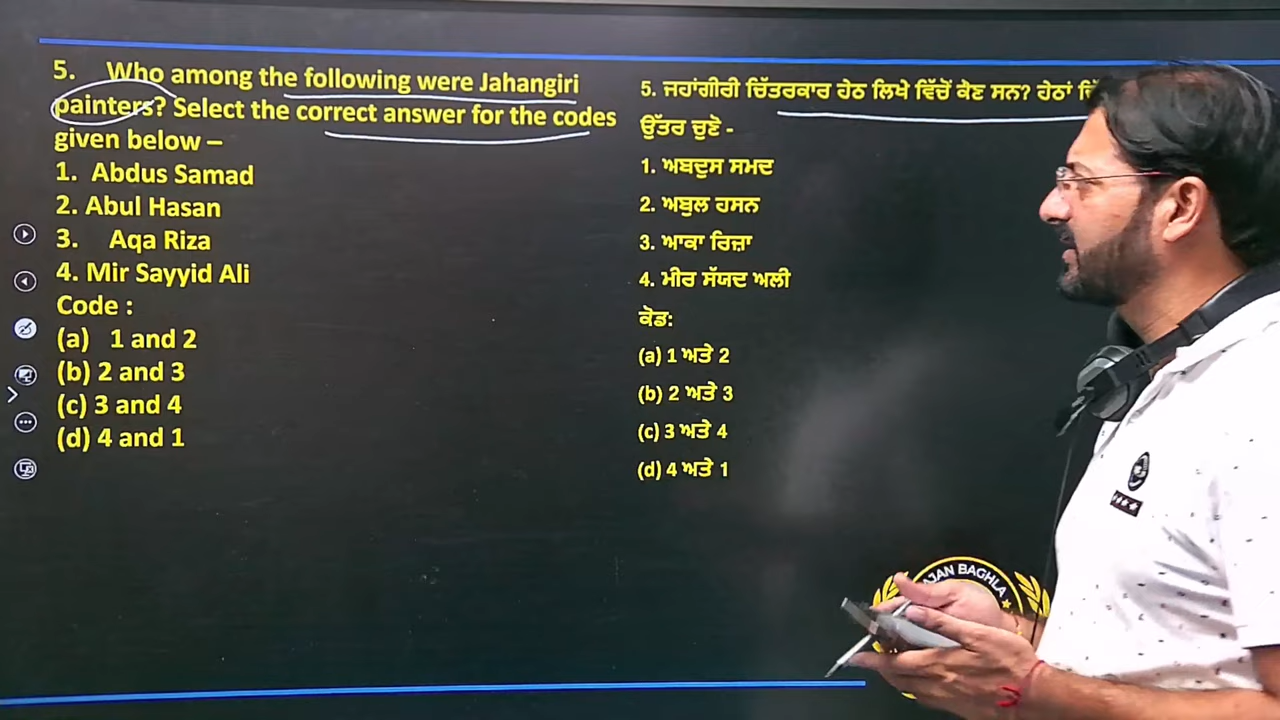 5. Who among the following were Jahangiri
painters? Select the correct answer for the codes
given below –
1. Abdus Samad
2. Abul Hasan
3. Aqa Riza
4. Mir Sayyid Ali
Code :
(a) 1 and 2
(b) 2 and 3
(c) 3 and 4
(d) 4 and 1
5. ਜਹਾਂਗੀਰੀ ਚਿੱਤਰਕਾਰ ਹੇਠ ਲਿਖੇ ਵਿੱਚੋਂ ਕੌਣ ਸਨ? ਹੇਠਾਂ
ਉੱਤਰ ਚੁਣੋ -
1. ਅਬਦੁਸ ਸਮਦ
2. ਅਬੁਲ ਹਸਨ
3. ਆਕਾ ਰਿਜ਼ਾ
4. ਮੀਰ ਸੱਯਦ ਅਲੀ
ਕੋਡ:
(a) 1 ਅਤੇ 2
(b) 2 ਅਤੇ 3
(c) 3 ਅਤੇ 4
(d) 4 ਅਤੇ 1
BAGHLA